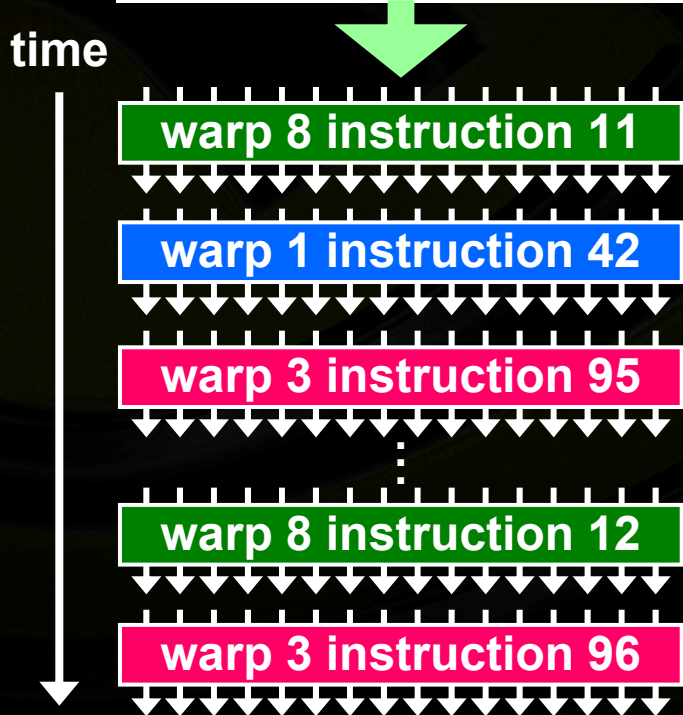 time
warp 8 instruction 11
warp 1 instruction 42
warp 3 instruction 95
⋮
warp 8 instruction 12
warp 3 instruction 96